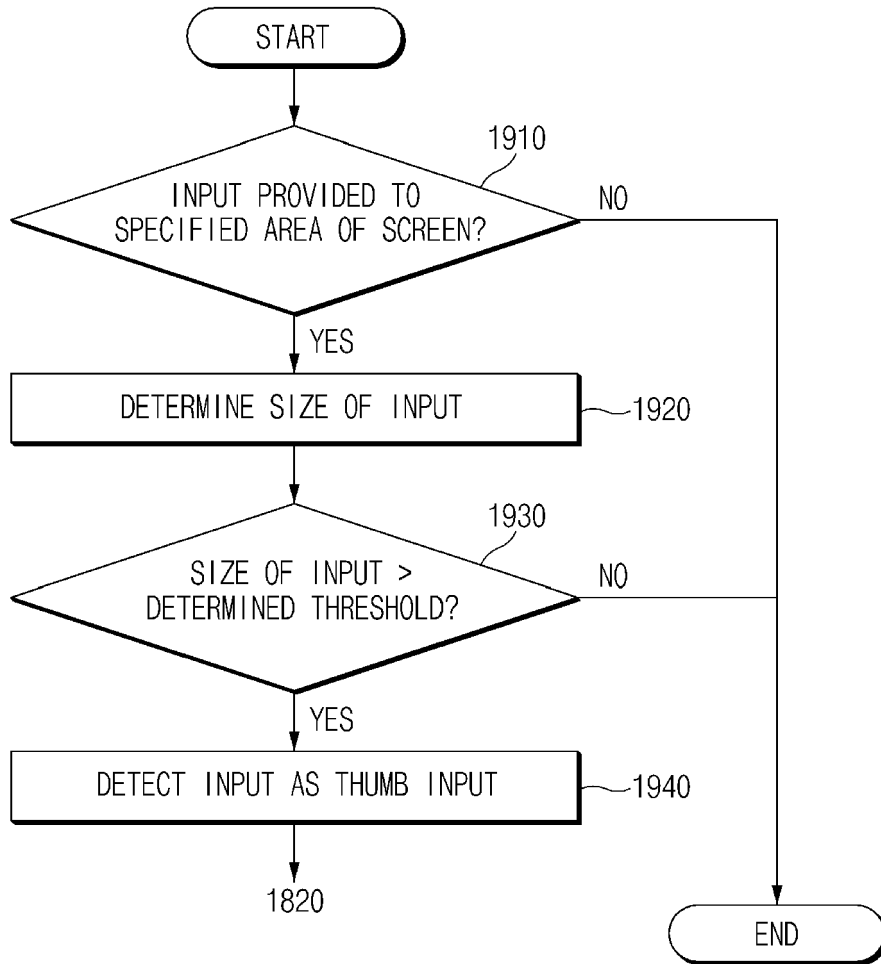 START
1910
INPUT PROVIDED TO
SPECIFIED AREA OF SCREEN?
NO
YES
DETERMINE SIZE OF INPUT
1920
1930
SIZE OF INPUT >
DETERMINED THRESHOLD?
NO
YES
DETECT INPUT AS THUMB INPUT
1940
1820
END